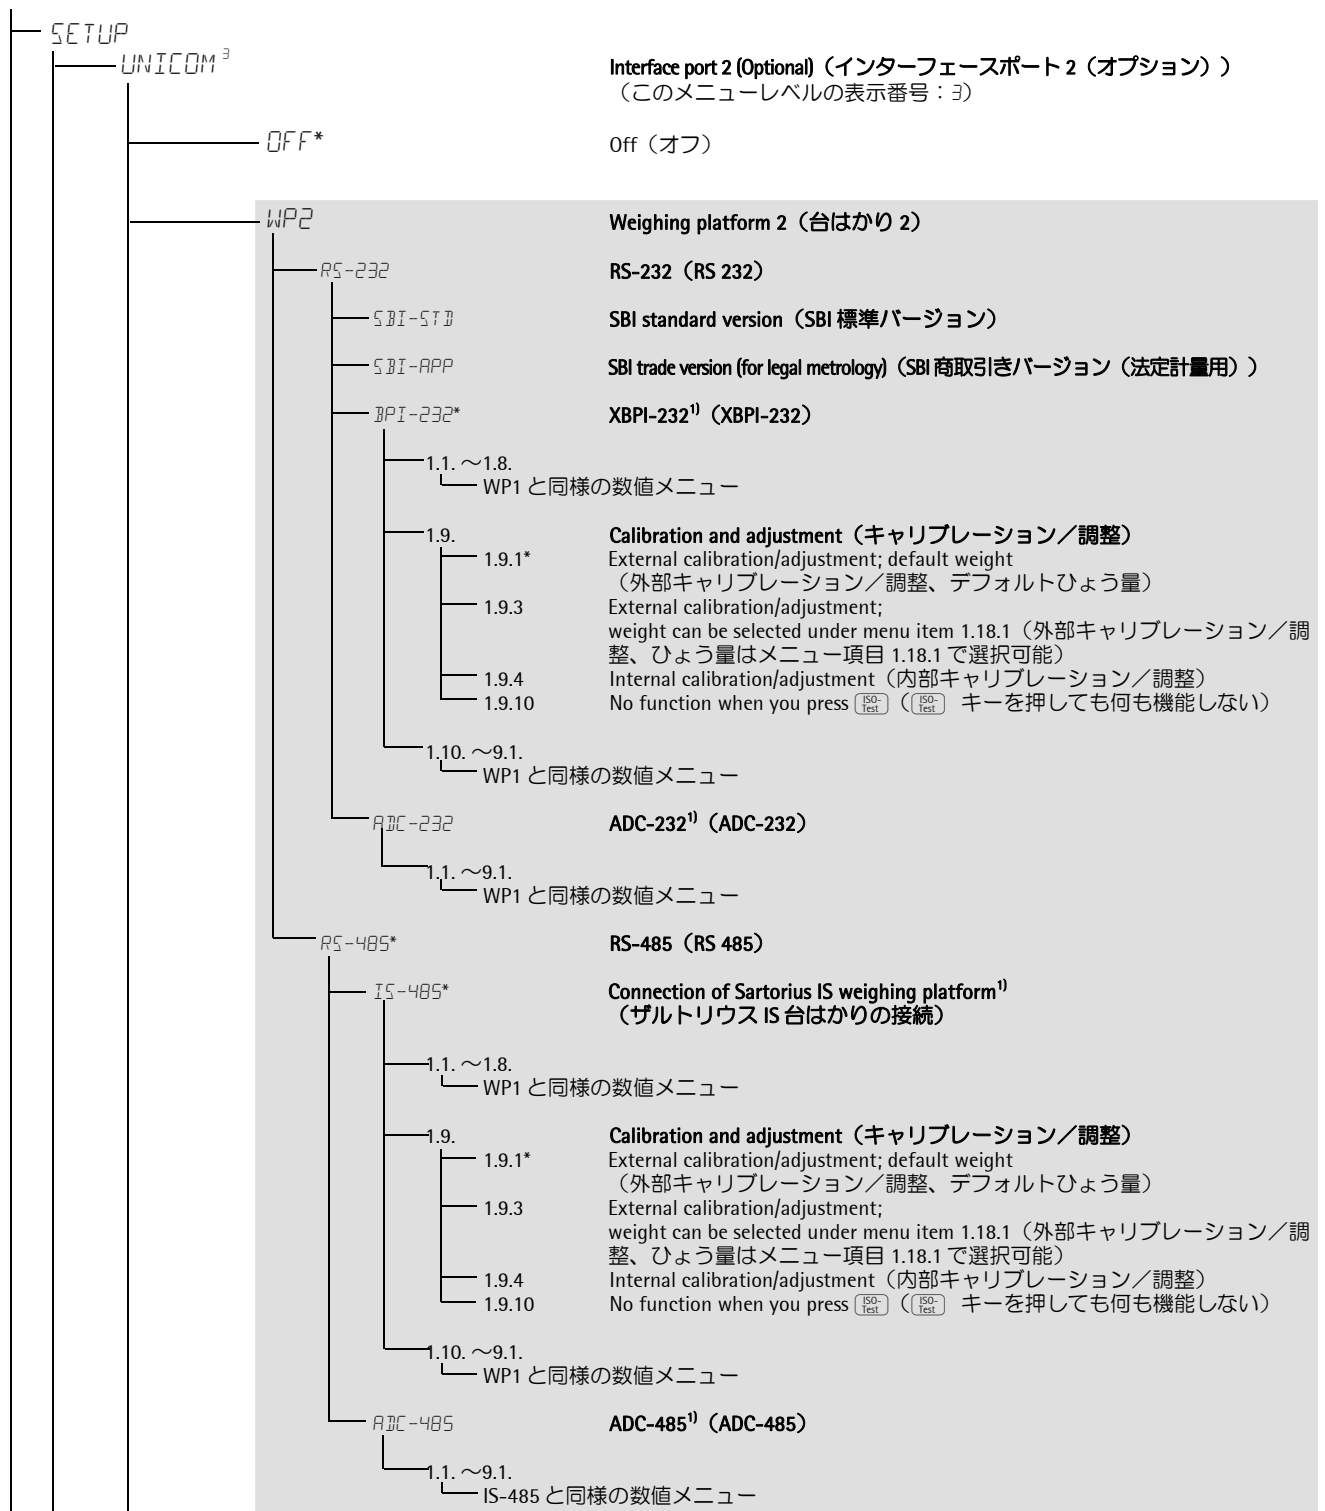 SETUP
UNICOM 3 Interface port 2 (Optional)（インターフェースポート 2（オプション））
（このメニューレベルの表示番号：3）
OFF* Off（オフ）
WP2 Weighing platform 2（台はかり 2）
RS-232 RS-232（RS 232）
SBI-STD SBI standard version（SBI 標準バージョン）
SBI-APP SBI trade version (for legal metrology)（SBI 商取引きバージョン（法定計量用））
BPI-232* XBPI-2321)（XBPI-232）
1.1. ～1.8.
WP1 と同様の数値メニュー
1.9. Calibration and adjustment（キャリブレーション／調整）
1.9.1* External calibration/adjustment; default weight
（外部キャリブレーション／調整、デフォルトひょう量）
1.9.3 External calibration/adjustment;
weight can be selected under menu item 1.18.1（外部キャリブレーション／調
整、ひょう量はメニュー項目 1.18.1 で選択可能）
1.9.4 Internal calibration/adjustment（内部キャリブレーション／調整）
1.9.10 No function when you press ISO-Test（ISO-Test キーを押しても何も機能しない）
1.10. ～9.1.
WP1 と同様の数値メニュー
ADC-232 ADC-2321)（ADC-232）
1.1. ～9.1.
WP1 と同様の数値メニュー
RS-485* RS-485（RS 485）
IS-485* Connection of Sartorius IS weighing platform1)
（ザルトリウス IS 台はかりの接続）
1.1. ～1.8.
WP1 と同様の数値メニュー
1.9. Calibration and adjustment（キャリブレーション／調整）
1.9.1* External calibration/adjustment; default weight
（外部キャリブレーション／調整、デフォルトひょう量）
1.9.3 External calibration/adjustment;
weight can be selected under menu item 1.18.1（外部キャリブレーション／調
整、ひょう量はメニュー項目 1.18.1 で選択可能）
1.9.4 Internal calibration/adjustment（内部キャリブレーション／調整）
1.9.10 No function when you press ISO-Test（ISO-Test キーを押しても何も機能しない）
1.10. ～9.1.
WP1 と同様の数値メニュー
ADC-485 ADC-4851)（ADC-485）
1.1. ～9.1.
IS-485 と同様の数値メニュー